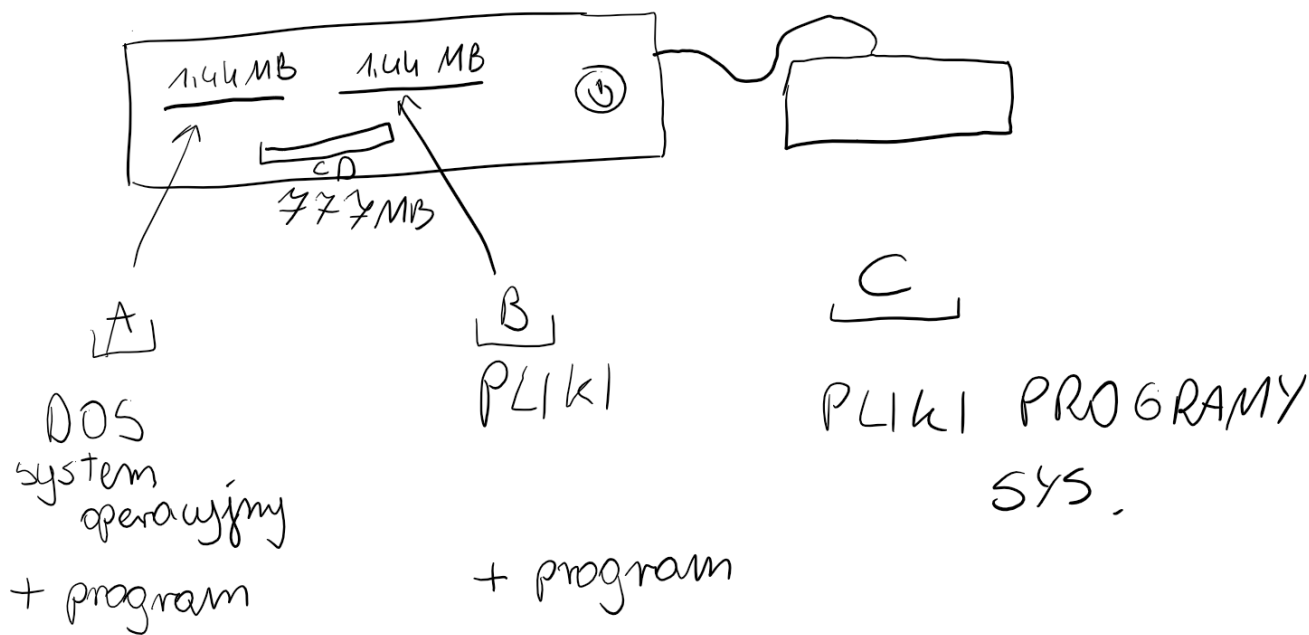 1.44 MB 1.44 MB
CD
777MB
A B C
DOS
system
operacyjny
+ program
PLIKI
+ program
PLIKI PROGRAMY
SYS.